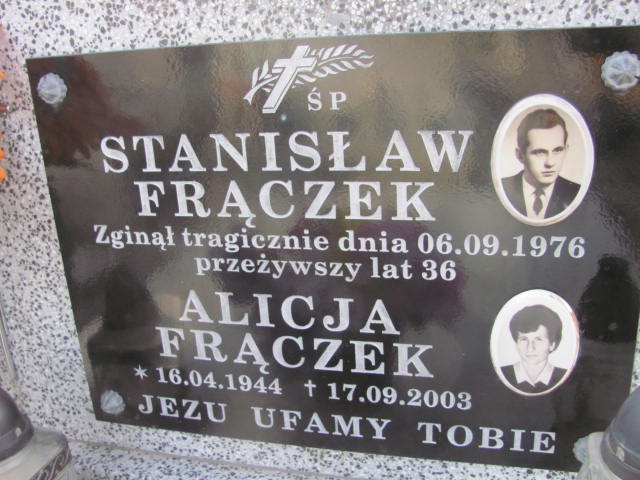 ŚP
STANISŁAW
FRĄCZEK
Zginął tragicznie dnia 06.09.1976
przeżywszy lat 36
ALICJA
FRĄCZEK
* 16.04.1944 † 17.09.2003
JEZU UFAMY TOBIE